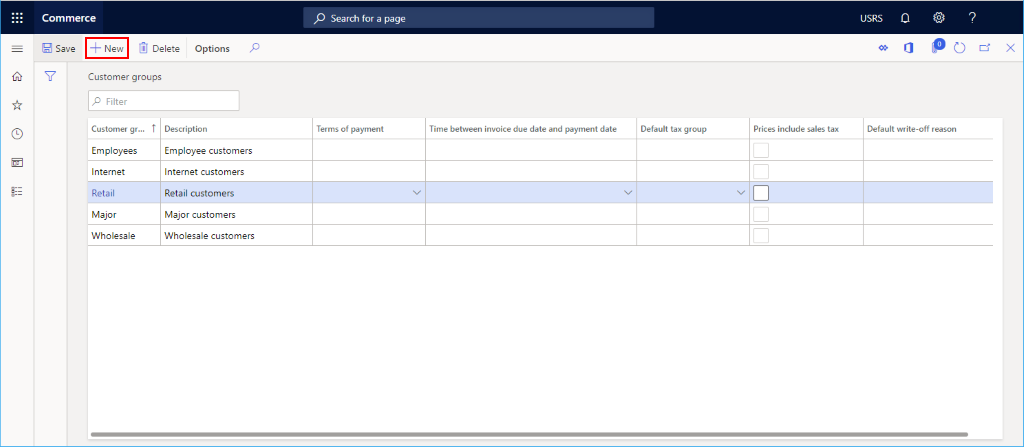 Commerce
Search for a page
USRS
?
Save
New
Delete
Options
0
Customer groups
Filter
Customer gr... ↑ Description Terms of payment Time between invoice due date and payment date Default tax group Prices include sales tax Default write-off reason
Employees Employee customers
Internet Internet customers
Retail Retail customers
Major Major customers
Wholesale Wholesale customers